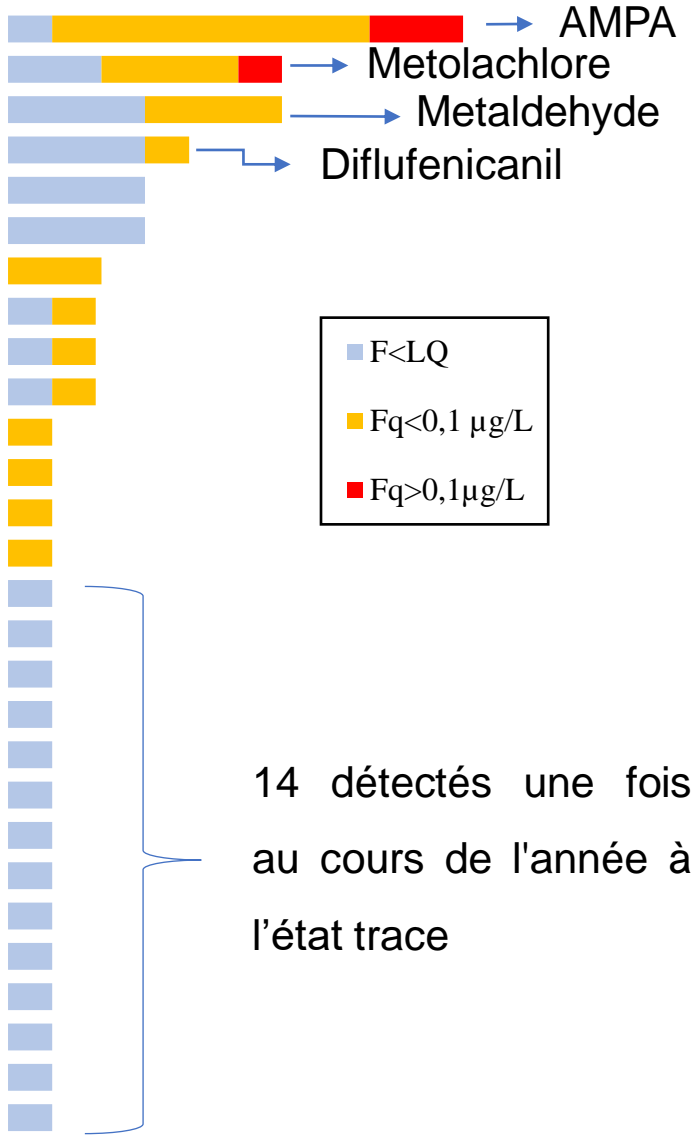 AMPA
Metolachlore
Metaldehyde
Diflufenicanil
F<LQ
Fq<0,1 µg/L
Fq>0,1µg/L
14 détectés une fois
au cours de l'année à
l’état trace